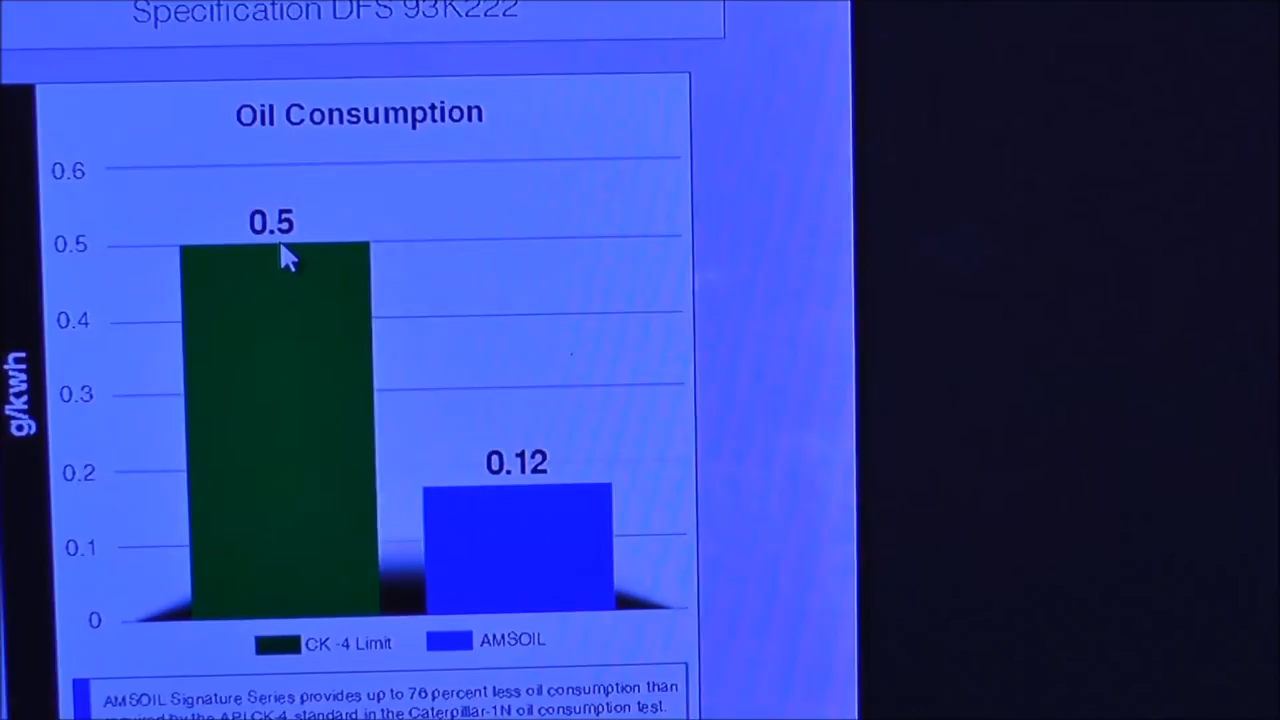 Specification DFS 93K222
Oil Consumption
0.6
0.5
0.5
0.4
0.3
0.12
0.2
0.1
0
g/kwh
CK -4 Limit
AMSOIL
AMSOIL Signature Series provides up to 76 percent less oil consumption than
required by the API CK-4 standard in the Caterpillar-1N oil consumption test.